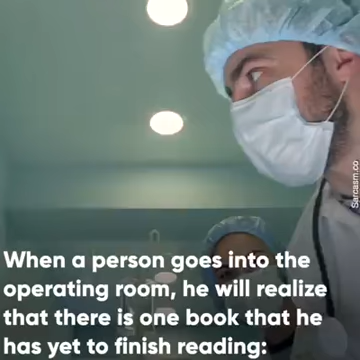 Sarcasm.co
When a person goes into the
operating room, he will realize
that there is one book that he
has yet to finish reading: